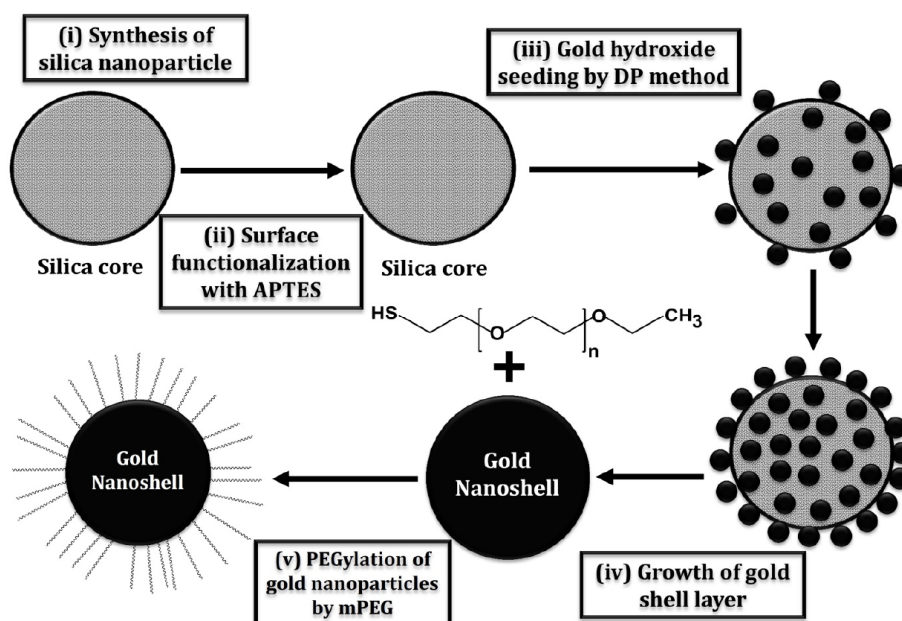 (i) Synthesis of
silica nanoparticle
(iii) Gold hydroxide
seeding by DP method
Silica core
(ii) Surface
functionalization
with APTES
Silica core
HS
O
n
O
CH3
+
Gold
Nanoshell
Gold
Nanoshell
(v) PEGylation of
gold nanoparticles
by mPEG
(iv) Growth of gold
shell layer